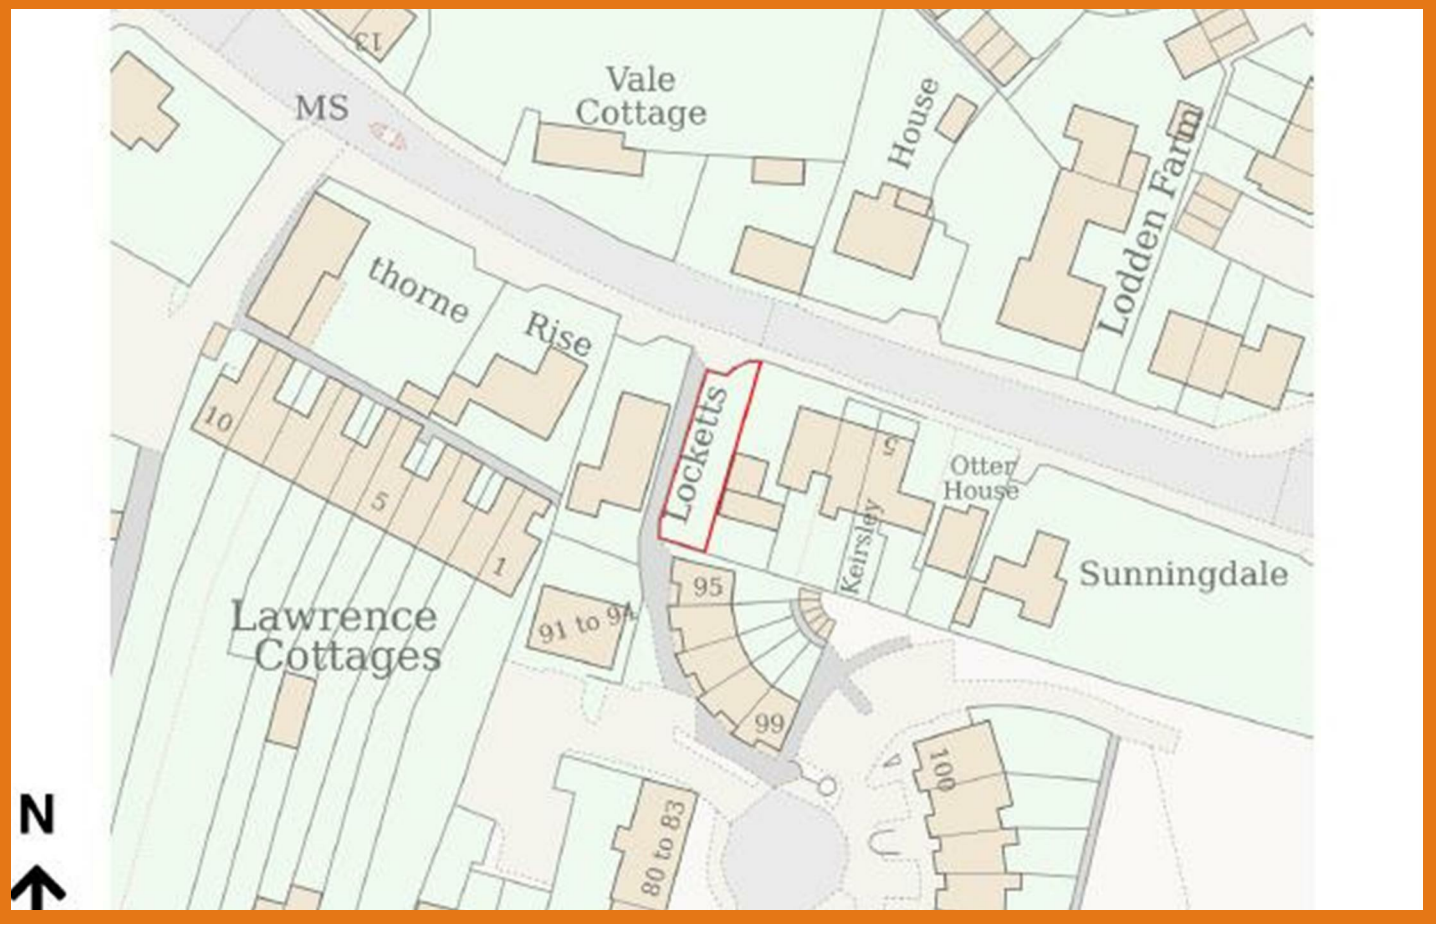 13
MS
Vale
Cottage
House
Lodden Farm
thorne
Rise
Locketts
10
5
1
5
Keirsley
Otter
House
Sunningdale
Lawrence
Cottages
91 to 94
95
99
100
80 to 83
N